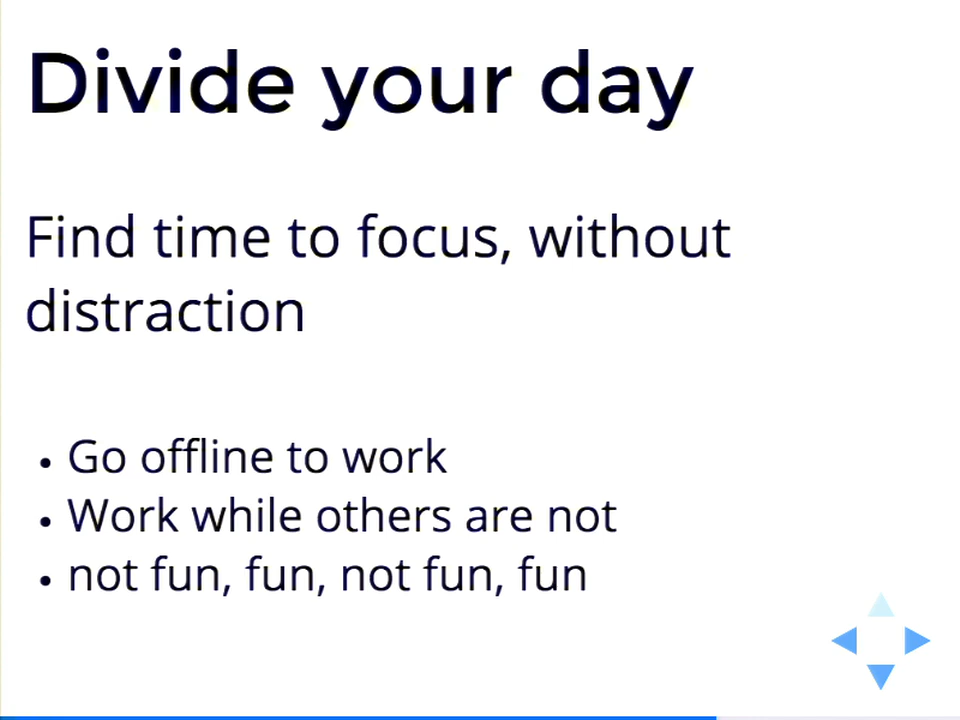 Divide your day
Find time to focus, without
distraction
Go offline to work
Work while others are not
not fun, fun, not fun, fun